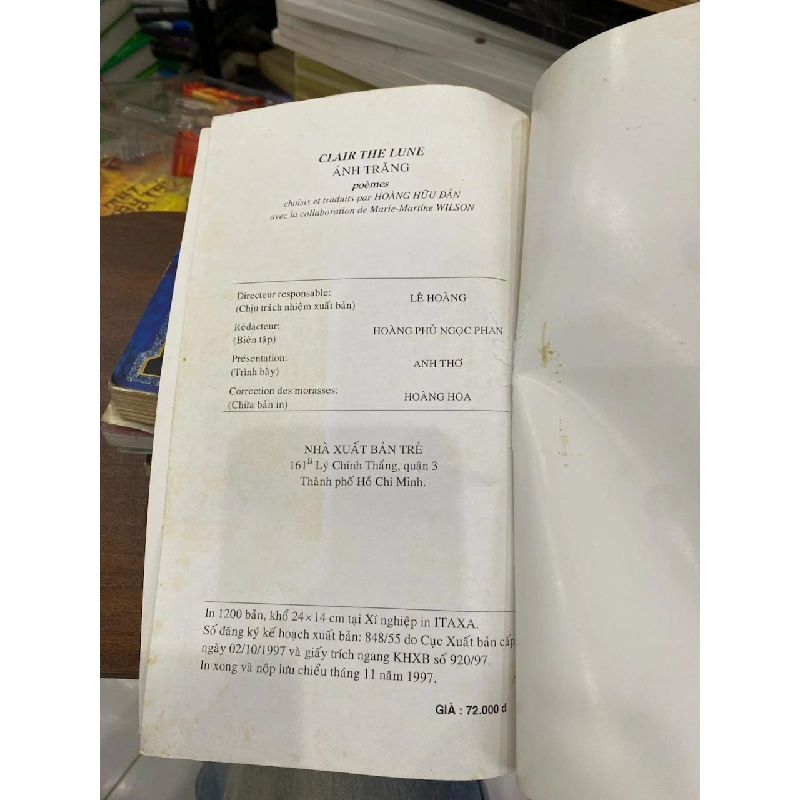 CLAIR THE LUNE
ÁNH TRĂNG
poèmes
choisis et traduits par HOÀNG HỮU ĐẢN
avec la collaboration de Marie-Martine WILSON
Directeur responsable:
(Chịu trách nhiệm xuất bản)
LÊ HOÀNG
Rédacteur:
(Biên tập)
HOÀNG PHỦ NGỌC PHAN
Présentation:
(Trình bày)
ANH THƠ
Correction des morasses:
(Chữa bản in)
HOÀNG HOA
NHÀ XUẤT BẢN TRẺ
161B Lý Chính Thắng, quận 3
Thành phố Hồ Chí Minh.
In 1200 bản, khổ 24×14 cm tại Xí nghiệp in ITAXA.
Số đăng ký kế hoạch xuất bản: 848/55 do Cục Xuất bản cấp
ngày 02/10/1997 và giấy trích ngang KHXB số 920/97.
In xong và nộp lưu chiểu tháng 11 năm 1997.
GIÁ : 72.000 đ